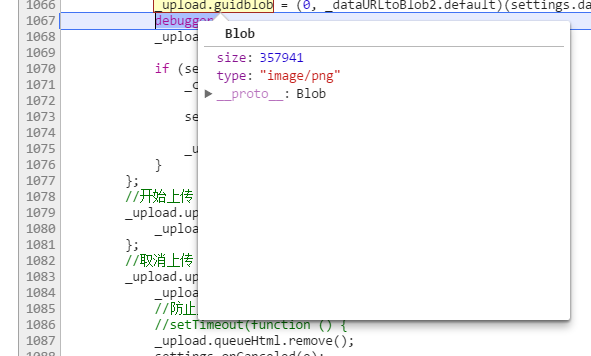 1066 _upload.guidblob = (0, _dataURLtoBlob2.default)(settings.da
1067 debugger
Blob
_upload
size: 357941
type: "image/png"
1070 if (se
__proto__: Blob
1071 _c
1072
1073 se
1074
1075 _u
1076 }
1077 };
1078 //开始上传
1079 _upload.up
1080 _uploa
1081 };
1082 //取消上传
1083 _upload.up
1084 _uploa
1085 //防止
1086 //setTimeout(function () {
1087 _upload.queueHtml.remove();
1088 settings.onCanceled(e);